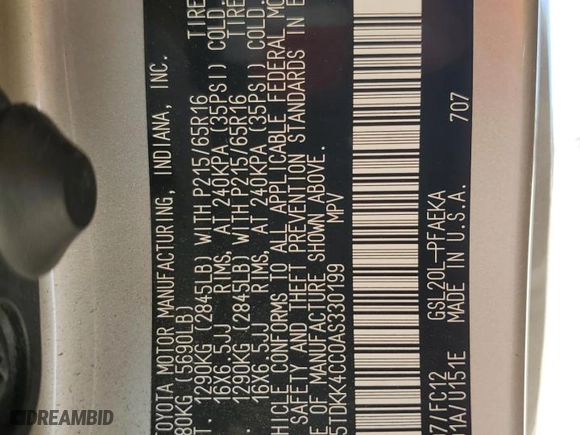 TOYOTA MOTOR MANUFACTURING, INDIANA, INC.
80KG (5690LB)
T. 1290KG (2845LB) WITH P215/65R16 TIRE
16X6.5JJ RIMS, AT 240KPA (35PSI) COLD.
1290KG (2845LB) WITH P215/65R16 TIRE
16X6.5JJ RIMS, AT 240KPA (35PSI) COLD.
HICLE CONFORMS TO ALL APPLICABLE FEDERAL MO
SAFETY AND THEFT PREVENTION STANDARDS IN E
E OF MANUFACTURE SHOWN ABOVE.
5TDKK4CC0AS330199 MPV
7/FC12 GSL20L-PFAEKA 707
1A/U151E MADE IN U.S.A.
DREAMBID